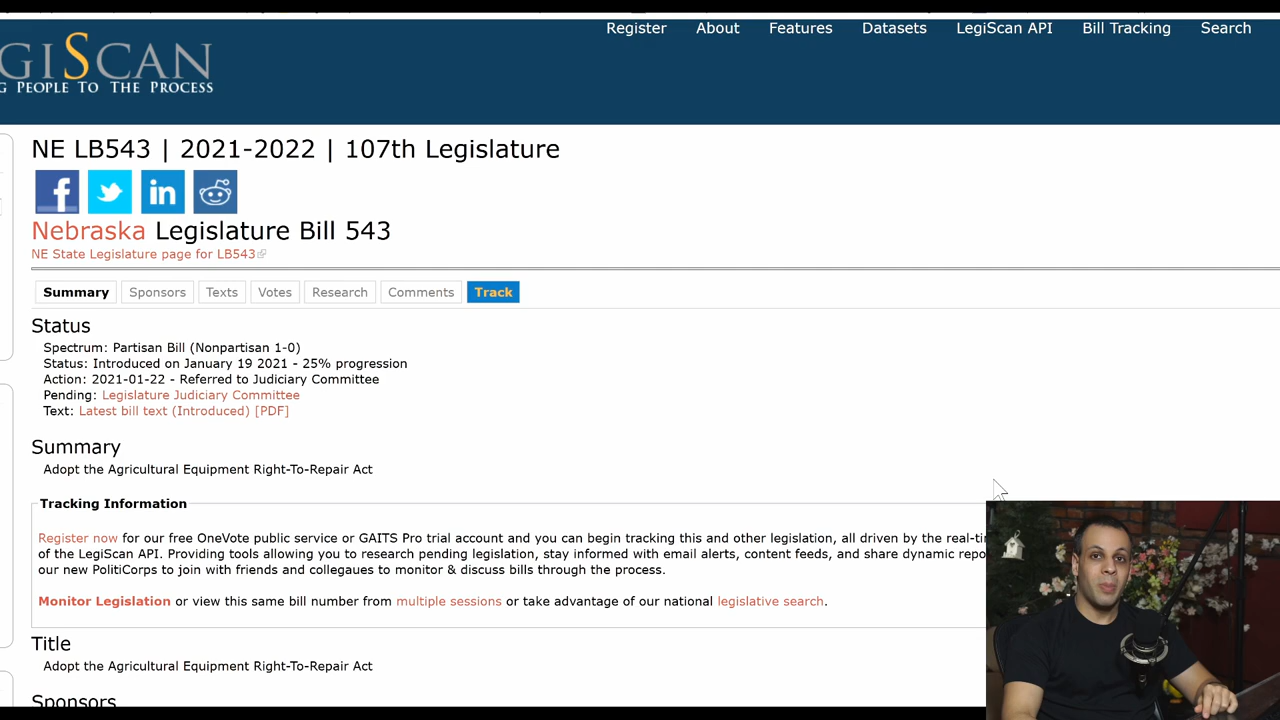 Register About Features Datasets LegiScan API Bill Tracking Search
GISCAN
G PEOPLE TO THE PROCESS
NE LB543 | 2021-2022 | 107th Legislature
Nebraska Legislature Bill 543
NE State Legislature page for LB543
Summary Sponsors Texts Votes Research Comments Track
Status
Spectrum: Partisan Bill (Nonpartisan 1-0)
Status: Introduced on January 19 2021 - 25% progression
Action: 2021-01-22 - Referred to Judiciary Committee
Pending: Legislature Judiciary Committee
Text: Latest bill text (Introduced) [PDF]
Summary
Adopt the Agricultural Equipment Right-To-Repair Act
Tracking Information
Register now for our free OneVote public service or GAITS Pro trial account and you can begin tracking this and other legislation, all driven by the real-ti
of the LegiScan API. Providing tools allowing you to research pending legislation, stay informed with email alerts, content feeds, and share dynamic repo
our new PolitiCorps to join with friends and collegaues to monitor & discuss bills through the process.
Monitor Legislation or view this same bill number from multiple sessions or take advantage of our national legislative search.
Title
Adopt the Agricultural Equipment Right-To-Repair Act
Sponsors